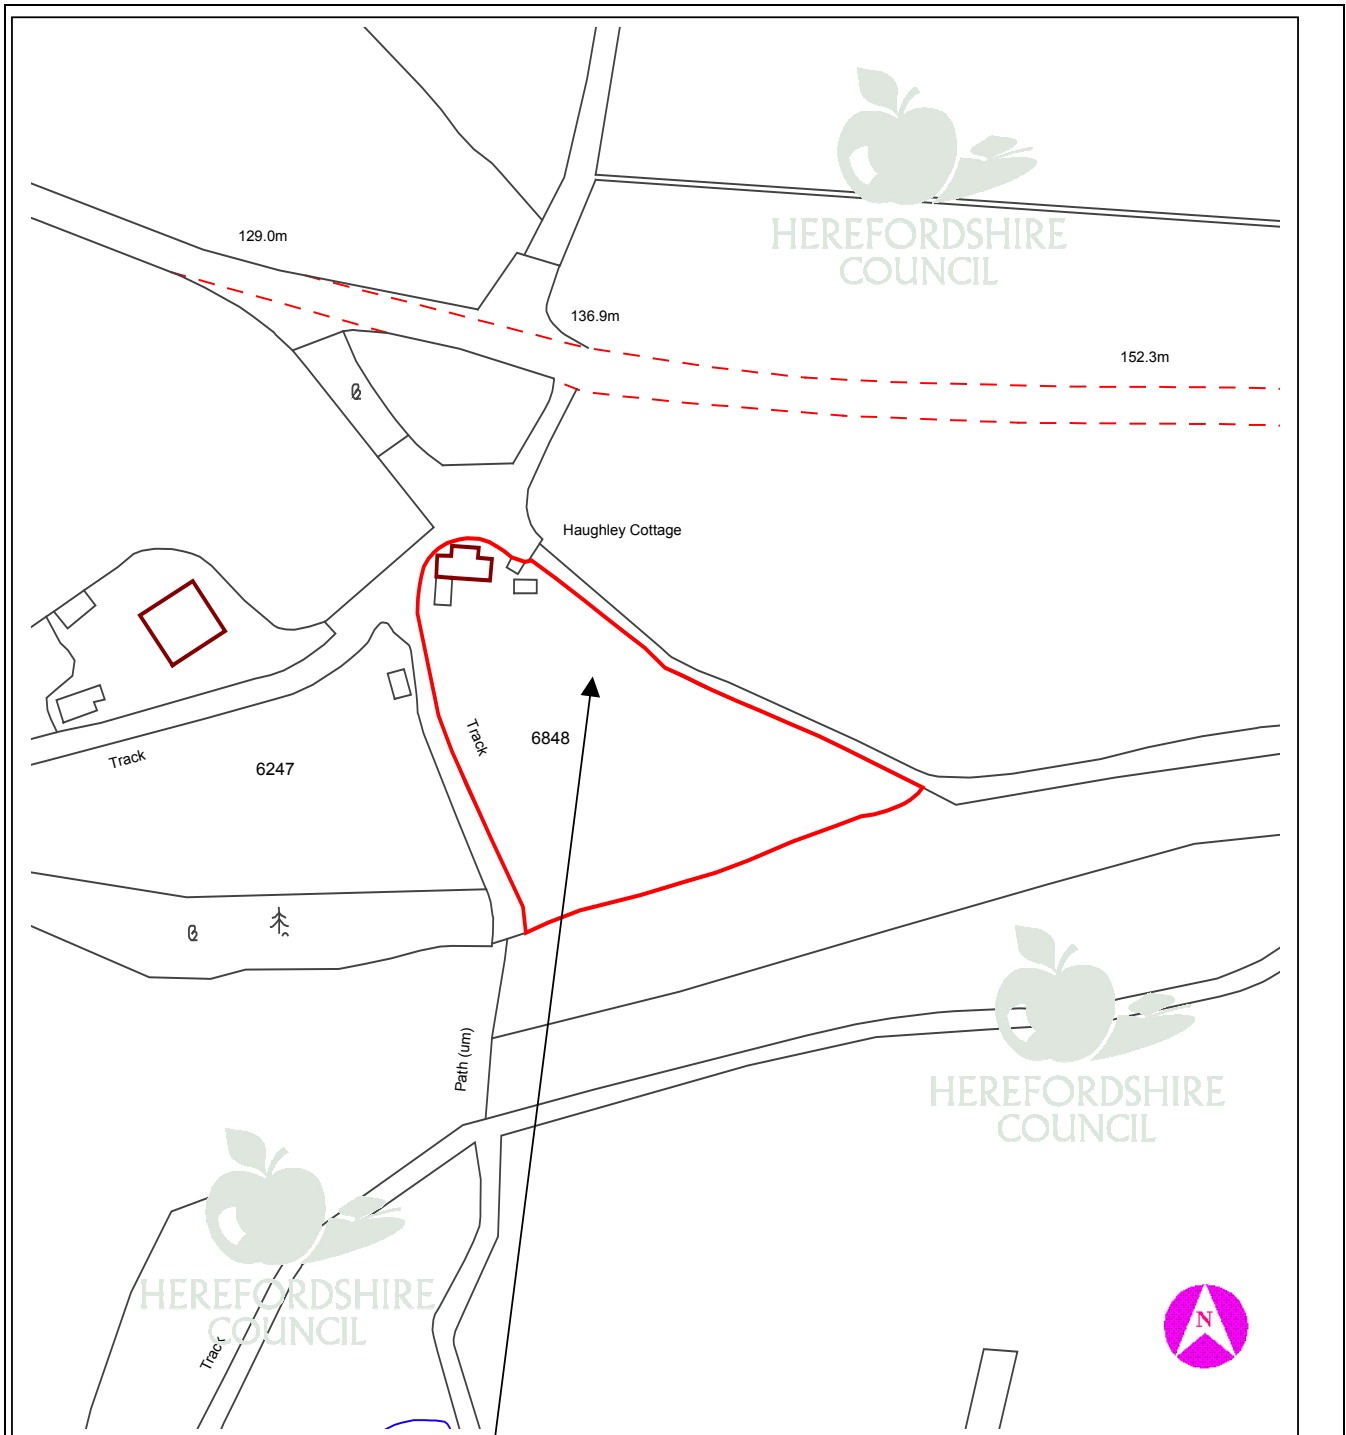 HEREFORDSHIRE
COUNCIL
129.0m
136.9m
152.3m
Haughley Cottage
Track
6848
Track
6247
Path (um)
HEREFORDSHIRE
COUNCIL
HEREFORDSHIRE
COUNCIL
Track
N